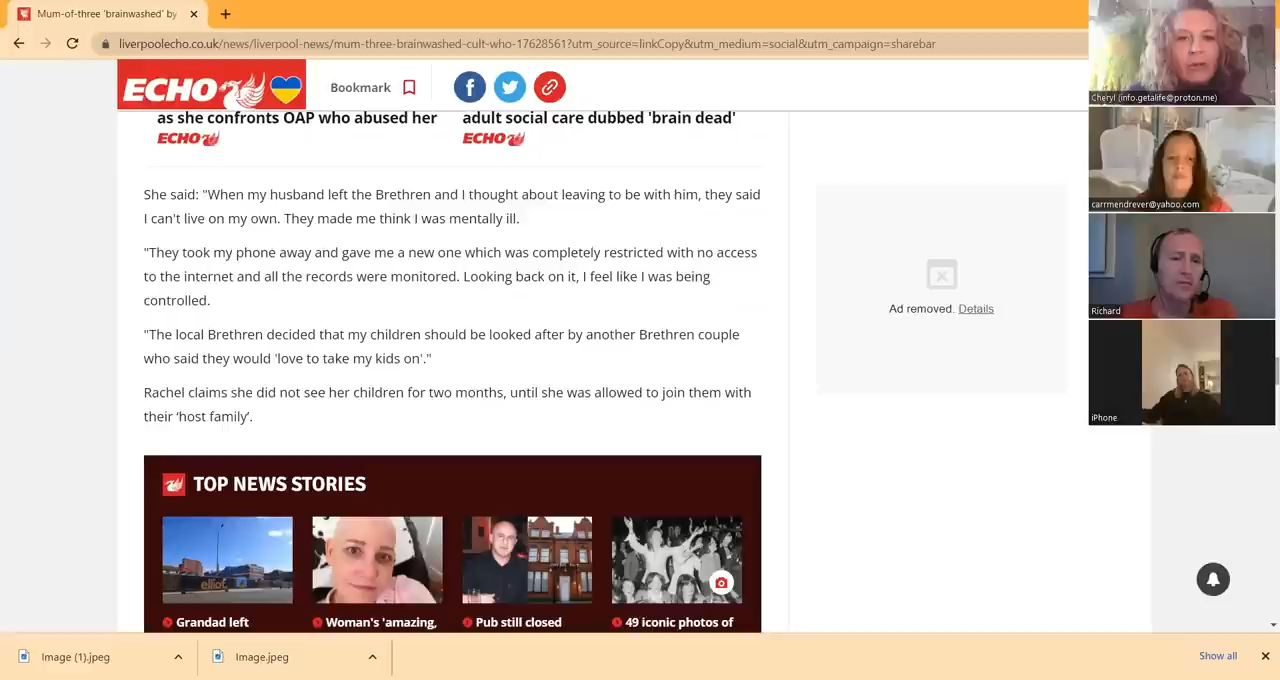 Mum-of-three 'brainwashed' by
liverpoolecho.co.uk/news/liverpool-news/mum-three-brainwashed-cult-who-17628561?utm_source=linkCopy&utm_medium=social&utm_campaign=sharebar
ECHO
Bookmark
as she confronts OAP who abused her
ECHO
adult social care dubbed 'brain dead'
ECHO
She said: "When my husband left the Brethren and I thought about leaving to be with him, they said
I can't live on my own. They made me think I was mentally ill.
"They took my phone away and gave me a new one which was completely restricted with no access
to the internet and all the records were monitored. Looking back on it, I feel like I was being
controlled.
"The local Brethren decided that my children should be looked after by another Brethren couple
who said they would 'love to take my kids on'."
Rachel claims she did not see her children for two months, until she was allowed to join them with
their ‘host family’.
TOP NEWS STORIES
elliot
Grandad left
Woman's 'amazing,
Pub still closed
49 iconic photos of
Ad removed. Details
Cheryl (info.getalife@proton.me)
carrmendrever@yahoo.com
Richard
iPhone
Image (1).jpeg
Image.jpeg
Show all